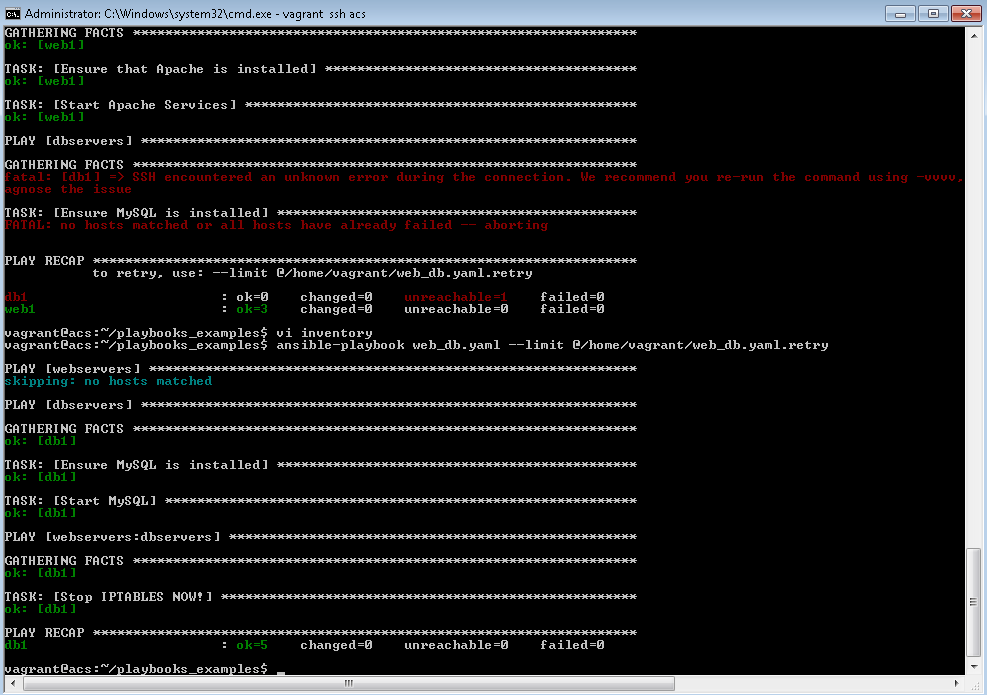 Administrator: C:\Windows\system32\cmd.exe - vagrant ssh acs
GATHERING FACTS ***************************************************************
ok: [web1]
TASK: [Ensure that Apache is installed] ***************************************
ok: [web1]
TASK: [Start Apache Services] *************************************************
ok: [web1]
PLAY [dbservers] **************************************************************
GATHERING FACTS ***************************************************************
fatal: [db1] => SSH encountered an unknown error during the connection. We recommend you re-run the command using -vvvv,
agnose the issue
TASK: [Ensure MySQL is installed] *********************************************
FATAL: no hosts matched or all hosts have already failed -- aborting
PLAY RECAP ********************************************************************
to retry, use: --limit @/home/vagrant/web_db.yaml.retry
db1 : ok=0 changed=0 unreachable=1 failed=0
web1 : ok=3 changed=0 unreachable=0 failed=0
vagrant@acs:~/playbooks_examples$ vi inventory
vagrant@acs:~/playbooks_examples$ ansible-playbook web_db.yaml --limit @/home/vagrant/web_db.yaml.retry
PLAY [webservers] *************************************************************
skipping: no hosts matched
PLAY [dbservers] **************************************************************
GATHERING FACTS ***************************************************************
ok: [db1]
TASK: [Ensure MySQL is installed] *********************************************
ok: [db1]
TASK: [Start MySQL] ***********************************************************
ok: [db1]
PLAY [webservers:dbservers] ***************************************************
GATHERING FACTS ***************************************************************
ok: [db1]
TASK: [Stop IPTABLES NOW!] ****************************************************
ok: [db1]
PLAY RECAP ********************************************************************
db1 : ok=5 changed=0 unreachable=0 failed=0
vagrant@acs:~/playbooks_examples$ _